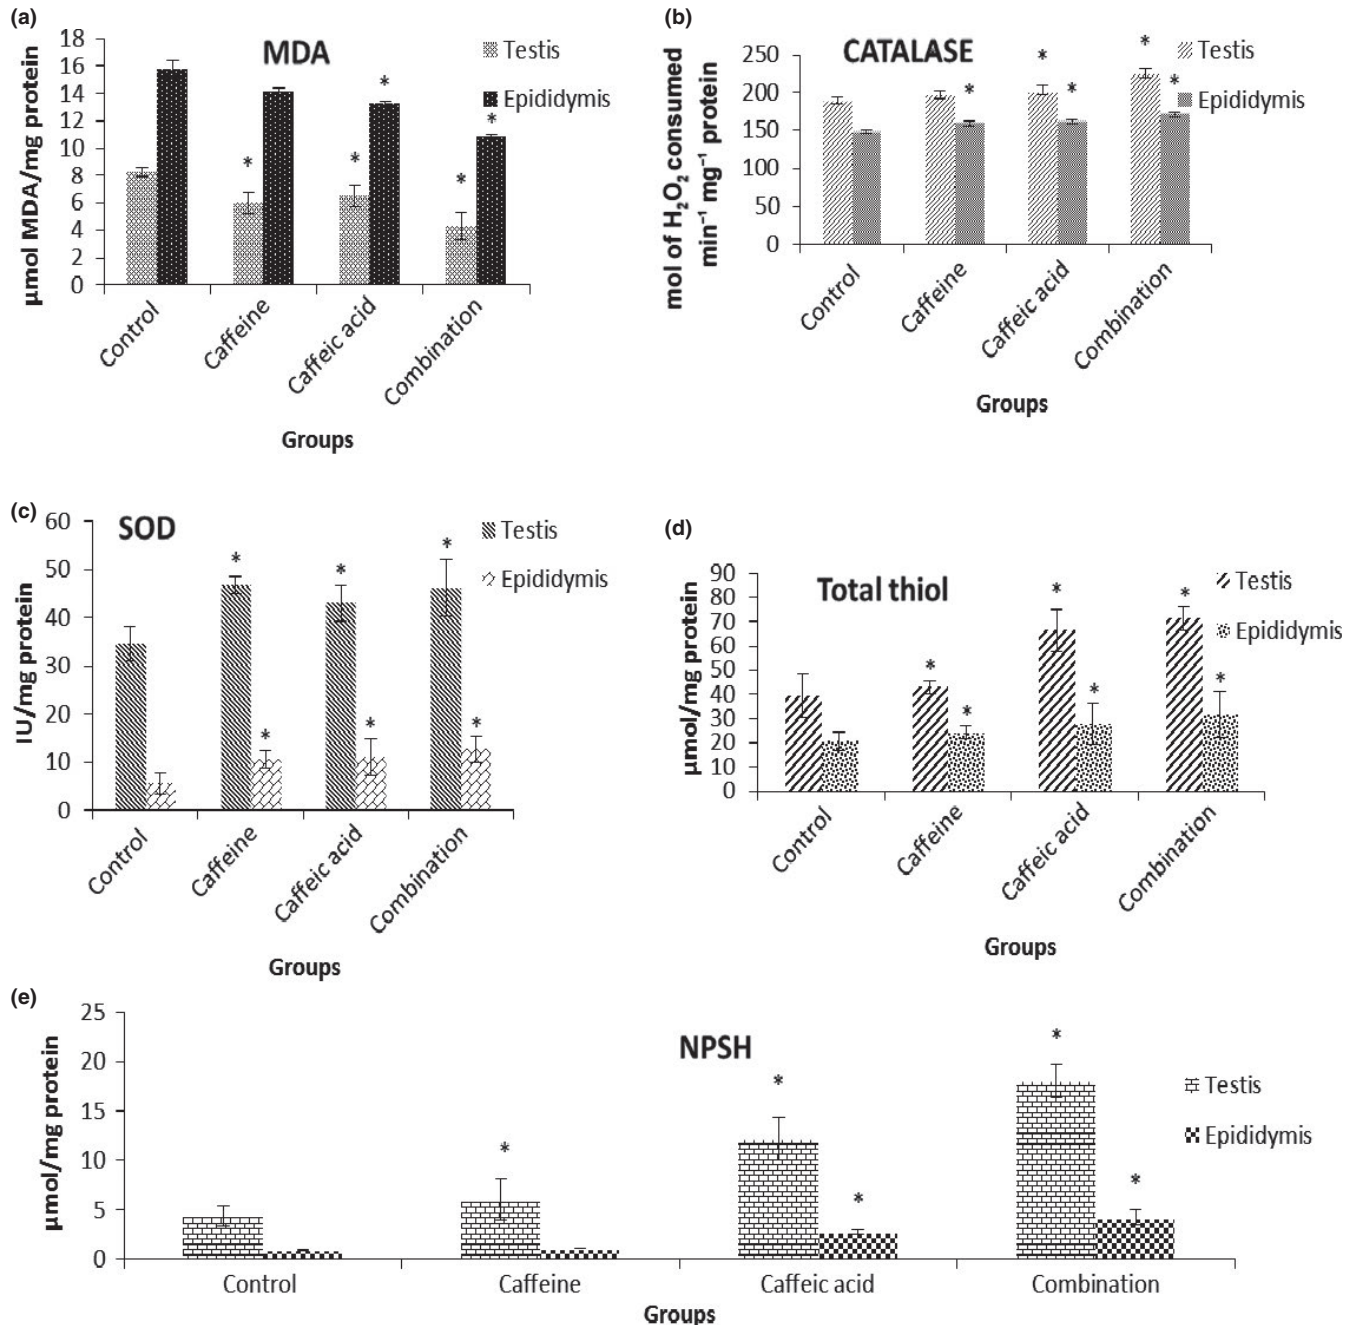 (a)
MDA
µmol MDA/mg protein
18
16
14
12
10
8
6
4
2
0
*
*
*
*
*
Testis
Epididymis
Control
Caffeine
Caffeic acid
Combination
Groups
(b)
CATALASE
mol of H₂O₂ consumed
min⁻¹ mg⁻¹ protein
250
200
150
100
50
0
*
*
*
*
*
Testis
Epididymis
Control
Caffeine
Caffeic acid
Combination
Groups
(c)
SOD
IU/mg protein
60
50
40
30
20
10
0
*
*
*
*
*
*
Testis
Epididymis
Control
Caffeine
Caffeic acid
Combination
Groups
(d)
Total thiol
µmol/mg protein
90
80
70
60
50
40
30
20
10
0
*
*
*
*
*
*
Testis
Epididymis
Control
Caffeine
Caffeic acid
Combination
Groups
(e)
NPSH
µmol/mg protein
25
20
15
10
5
0
*
*
*
*
*
Testis
Epididymis
Control
Caffeine
Caffeic acid
Combination
Groups